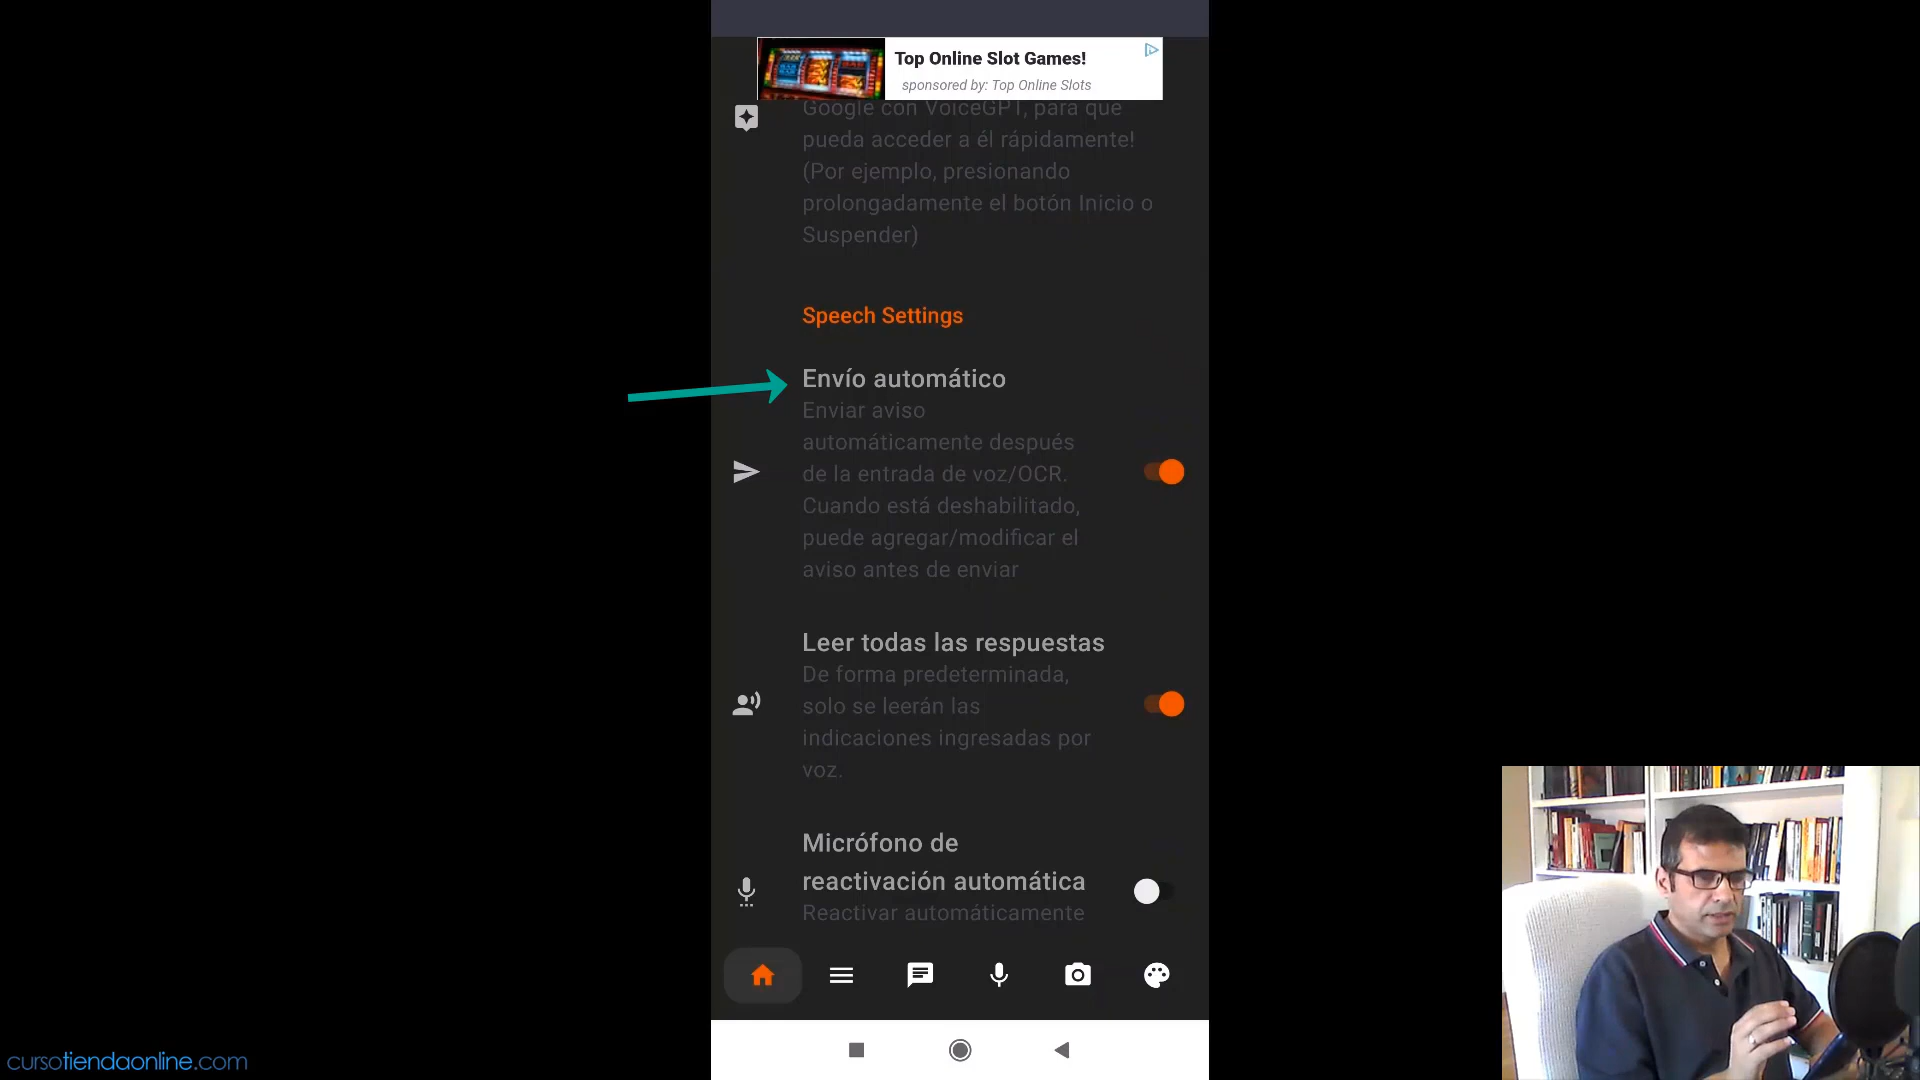 Top Online Slot Games!
sponsored by: Top Online Slots
Google con VoiceGPT, para que
pueda acceder a él rápidamente!
(Por ejemplo, presionando
prolongadamente el botón Inicio o
Suspender)
Speech Settings
Envío automático
Enviar aviso
automáticamente después
de la entrada de voz/OCR.
Cuando está deshabilitado,
puede agregar/modificar el
aviso antes de enviar
Leer todas las respuestas
De forma predeterminada,
solo se leerán las
indicaciones ingresadas por
voz.
Micrófono de
reactivación automática
Reactivar automáticamente
cursotiendaonline.com